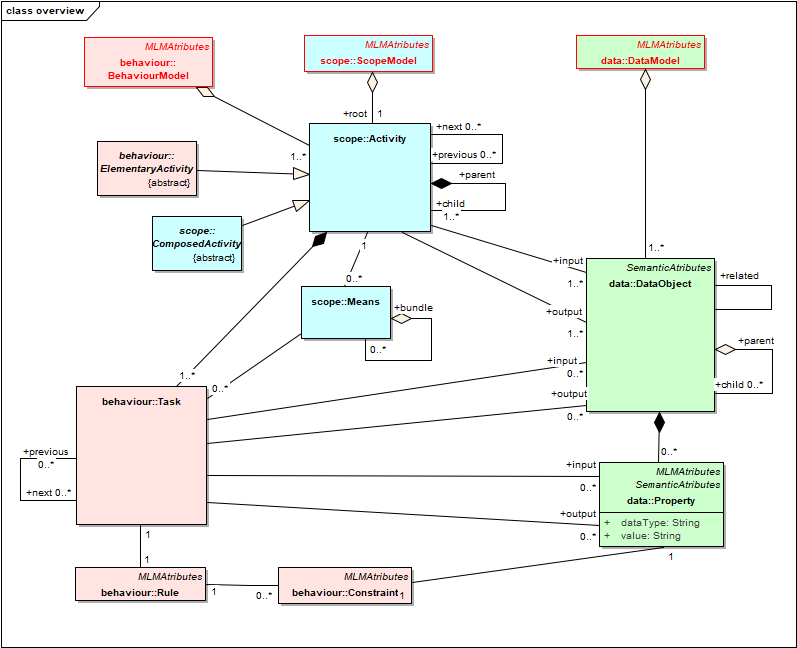 class overview
MLMAtributes
behaviour::
BehaviourModel
MLMAtributes
scope::ScopeModel
MLMAtributes
data::DataModel
+root 1
+next 0..*
scope::Activity
+previous 0..*
1..*
behaviour::
ElementaryActivity
{abstract}
+parent
+child
1..*
scope::
ComposedActivity
{abstract}
1
0..*
+input
1..*
1..*
SemanticAtributes
data::DataObject
+related
scope::Means
+bundle
0..*
+output
1..*
+parent
+child 0..*
1..*
0..*
+input
0..*
+output
0..*
behaviour::Task
+previous
0..*
+next 0..*
0..*
+input
0..*
MLMAtributes
SemanticAtributes
data::Property
+output
0..*
+ dataType: String
+ value: String
1
1
1
MLMAtributes
behaviour::Rule
1
0..*
MLMAtributes
behaviour::Constraint
1